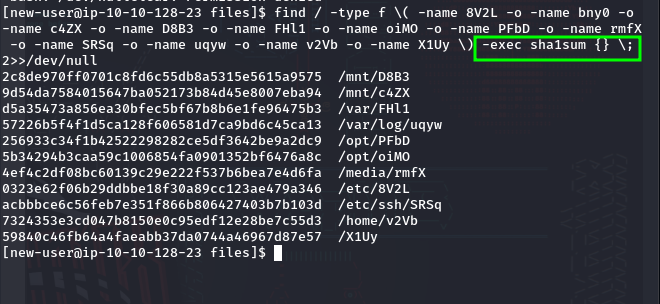 [new-user@ip-10-10-128-23 files]$ find / -type f \( -name 8V2L -o -name bny0 -o
-name c4ZX -o -name D8B3 -o -name FHl1 -o -name oiMO -o -name PFbD -o -name rmfX
-o -name SRSq -o -name uqyw -o -name v2Vb -o -name X1Uy \) -exec sha1sum {} \;
2>>/dev/null
2c8de970ff0701c8fd6c55db8a5315e5615a9575 /mnt/D8B3
9d54da7584015647ba052173b84d45e8007eba94 /mnt/c4ZX
d5a35473a856ea30bfec5bf67b8b6e1fe96475b3 /var/FHl1
57226b5f4f1d5ca128f606581d7ca9bd6c45ca13 /var/log/uqyw
256933c34f1b42522298282ce5df3642be9a2dc9 /opt/PFbD
5b34294b3caa59c1006854fa0901352bf6476a8c /opt/oiMO
4ef4c2df08bc60139c29e222f537b6bea7e4d6fa /media/rmfX
0323e62f06b29ddbbe18f30a89cc123ae479a346 /etc/8V2L
acbbbce6c56feb7e351f866b806427403b7b103d /etc/ssh/SRSq
7324353e3cd047b8150e0c95edf12e28be7c55d3 /home/v2Vb
59840c46fb64a4faeabb37da0744a46967d87e57 /X1Uy
[new-user@ip-10-10-128-23 files]$